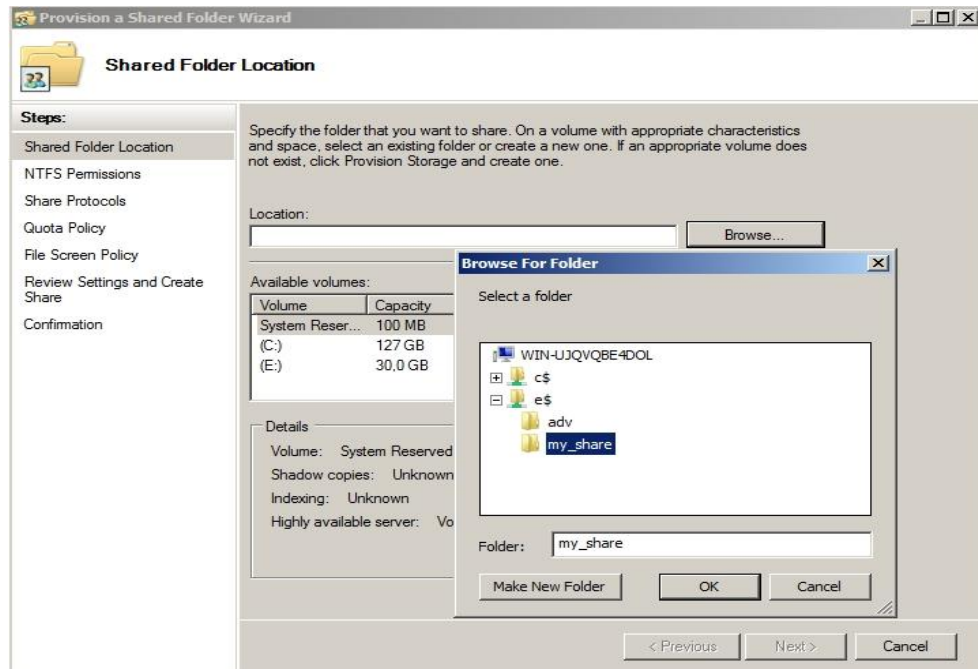 Provision a Shared Folder Wizard
Shared Folder Location
Steps:
Shared Folder Location
NTFS Permissions
Share Protocols
Quota Policy
File Screen Policy
Review Settings and Create
Share
Confirmation
Specify the folder that you want to share. On a volume with appropriate characteristics
and space, select an existing folder or create a new one. If an appropriate volume does
not exist, click Provision Storage and create one.
Location:
Browse...
Available volumes:
Volume Capacity
System Reser... 100 MB
(C:) 127 GB
(E:) 30,0 GB
Details
Volume: System Reserved
Shadow copies: Unknown
Indexing: Unknown
Highly available server: Vo
Browse For Folder
Select a folder
WIN-UJQVQBE4DOL
c$
e$
adv
my_share
Folder: my_share
Make New Folder OK Cancel
< Previous Next > Cancel